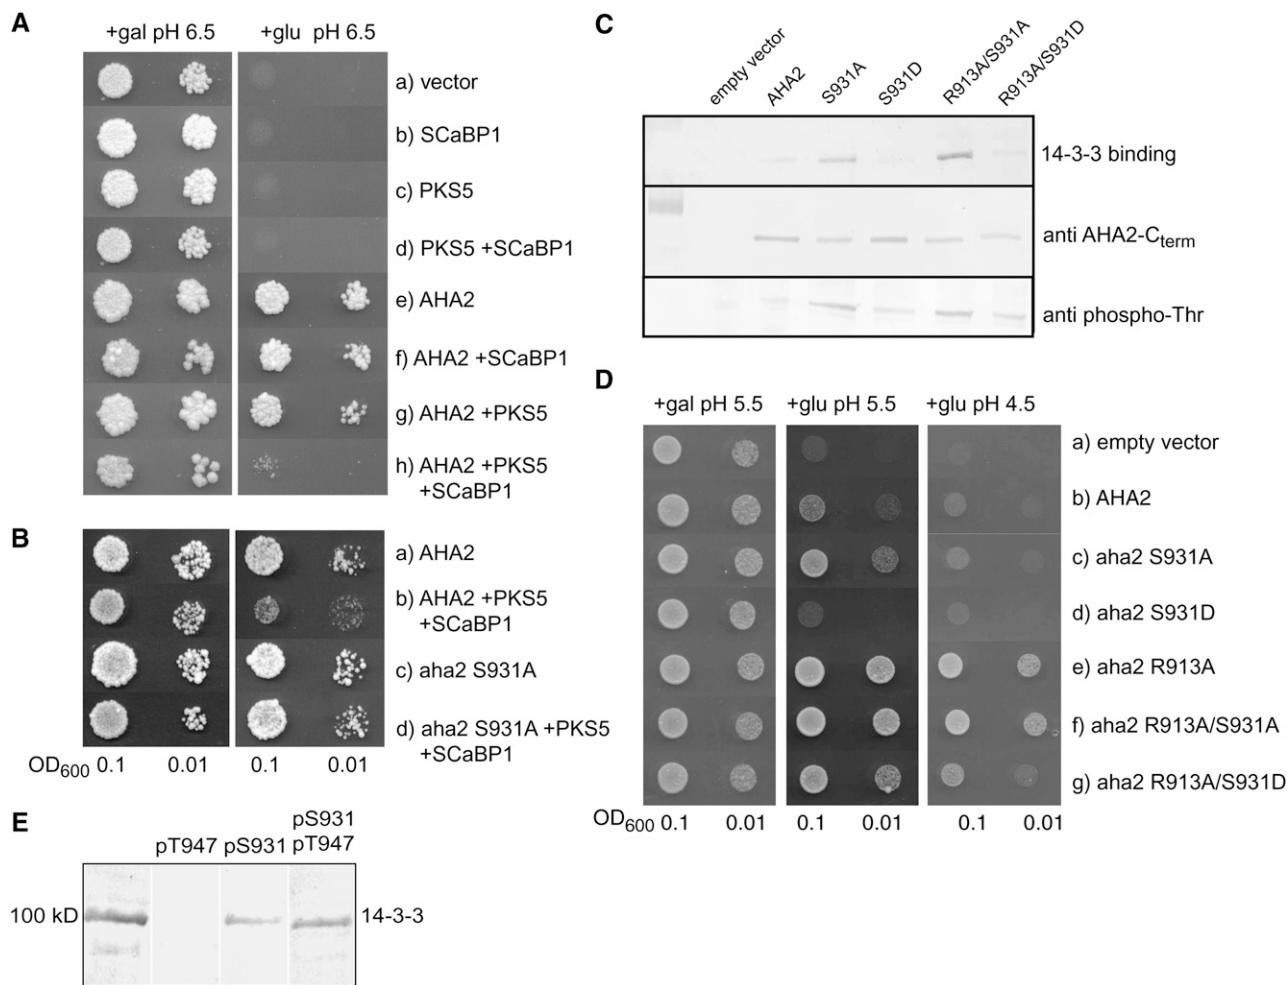 A
+gal pH 6.5
+glu pH 6.5
a) vector
b) SCaBP1
c) PKS5
d) PKS5 +SCaBP1
e) AHA2
f) AHA2 +SCaBP1
g) AHA2 +PKS5
h) AHA2 +PKS5
+SCaBP1
B
a) AHA2
b) AHA2 +PKS5
+SCaBP1
c) aha2 S931A
d) aha2 S931A +PKS5
+SCaBP1
OD600 0.1 0.01 0.1 0.01
C
empty vector
AHA2
S931A
S931D
R913A/S931A
R913A/S931D
14-3-3 binding
anti AHA2-Cterm
anti phospho-Thr
D
+gal pH 5.5
+glu pH 5.5
+glu pH 4.5
a) empty vector
b) AHA2
c) aha2 S931A
d) aha2 S931D
e) aha2 R913A
f) aha2 R913A/S931A
g) aha2 R913A/S931D
OD600 0.1 0.01 0.1 0.01 0.1 0.01
E
pT947
pS931
pS931
pT947
100 kD
14-3-3